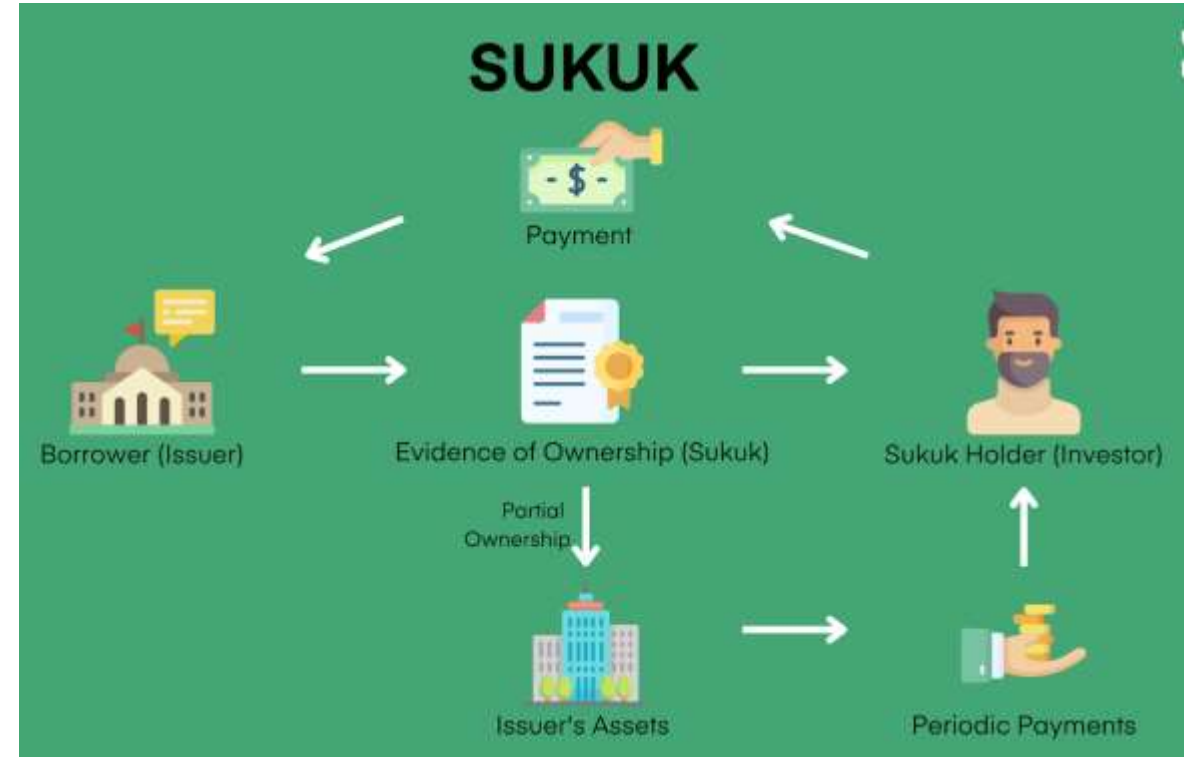 SUKUK
- $ -
Payment
Borrower (Issuer)
Evidence of Ownership (Sukuk)
Sukuk Holder (Investor)
Partial
Ownership
Issuer's Assets
Periodic Payments